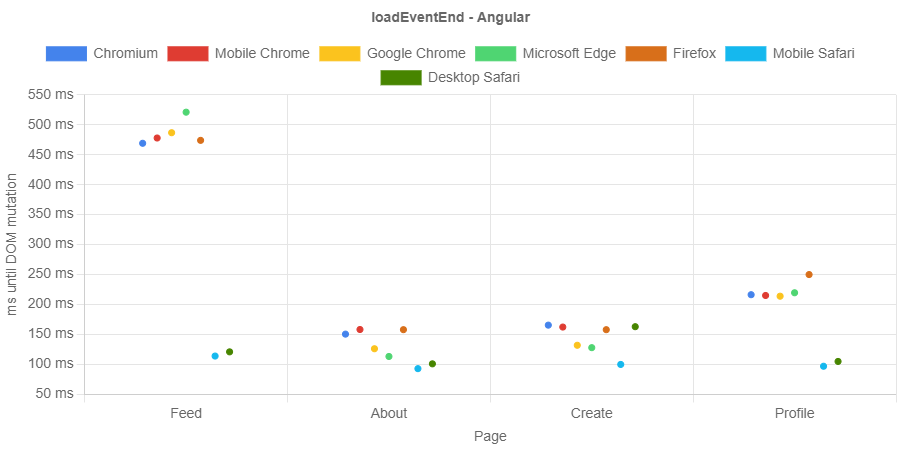 loadEventEnd - Angular
Chromium Mobile Chrome Google Chrome Microsoft Edge Firefox Mobile Safari
Desktop Safari
550 ms
500 ms
450 ms
400 ms
350 ms
300 ms
250 ms
200 ms
150 ms
100 ms
50 ms
ms until DOM mutation
Feed About Create Profile
Page